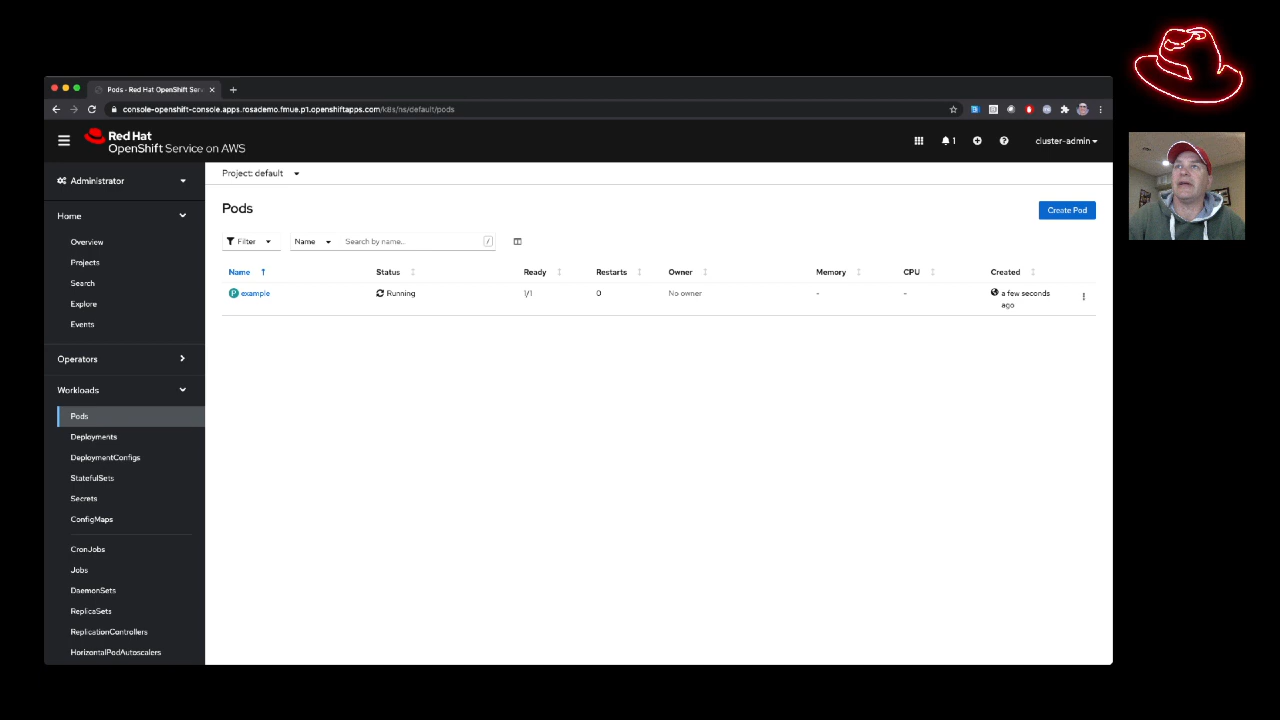 Pods - Red Hat OpenShift Serv
console-openshift-console.apps.rosademo.fmue.p1.openshiftapps.com/k8s/ns/default/pods
Red Hat
OpenShift Service on AWS
1
cluster-admin
Administrator
Project: default
Home
Overview
Projects
Search
Explore
Events
Operators
Workloads
Pods
Deployments
DeploymentConfigs
StatefulSets
Secrets
ConfigMaps
CronJobs
Jobs
DaemonSets
ReplicaSets
ReplicationControllers
HorizontalPodAutoscalers
Pods
Create Pod
Filter
Name
Search by name...
/
Name Status Ready Restarts Owner Memory CPU Created
P example Running 1/1 0 No owner - - a few seconds
ago